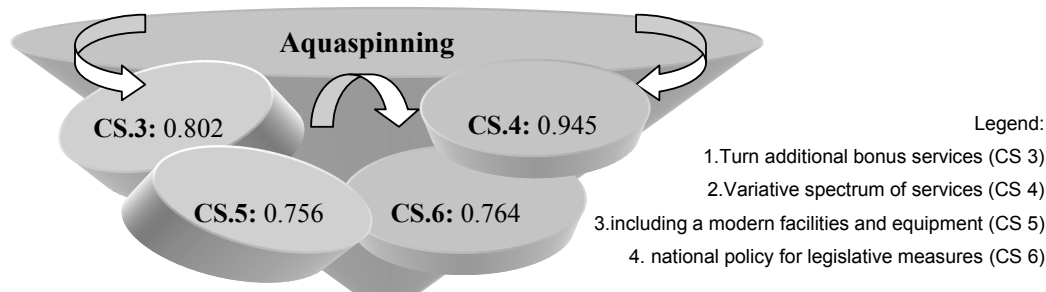 Aquaspinning
CS.3: 0.802
CS.4: 0.945
CS.5: 0.756
CS.6: 0.764
Legend:
1.Turn additional bonus services (CS 3)
2.Variative spectrum of services (CS 4)
3.including a modern facilities and equipment (CS 5)
4. national policy for legislative measures (CS 6)